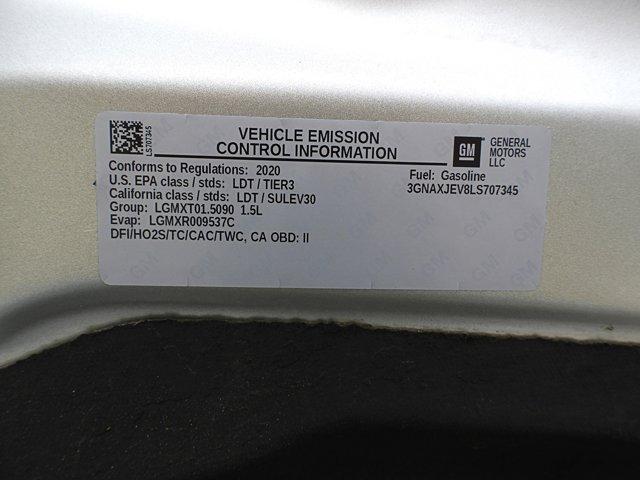 VEHICLE EMISSION
CONTROL INFORMATION
GM
GENERAL
MOTORS
LLC
LS707345
Conforms to Regulations: 2020
U.S. EPA class / stds: LDT / TIER3
California class / stds: LDT / SULEV30
Group: LGMXT01.5090 1.5L
Evap: LGMXR009537C
DFI/HO2S/TC/CAC/TWC, CA OBD: II
Fuel: Gasoline
3GNAXJEV8LS707345